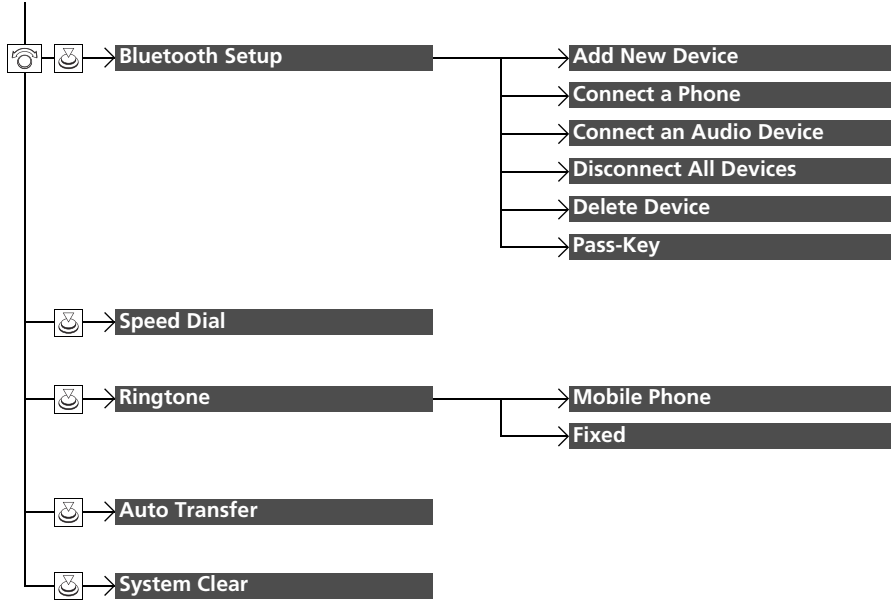 Bluetooth Setup
Add New Device
Connect a Phone
Connect an Audio Device
Disconnect All Devices
Delete Device
Pass-Key
Speed Dial
Ringtone
Mobile Phone
Fixed
Auto Transfer
System Clear